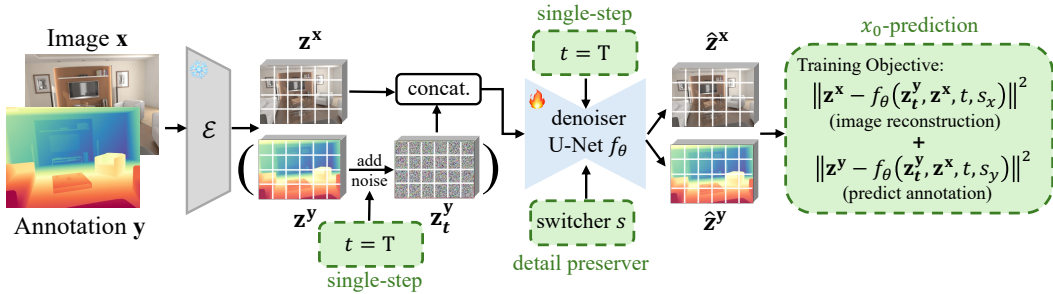 Image x
Annotation y
ℰ
z^x
(
z^y
add
noise
z_t^y
)
t = T
single-step
concat.
single-step
t = T
denoiser
U-Net f_θ
switcher s
detail preserver
ẑ^x
ẑ^y
x_0-prediction
Training Objective:
‖z^x − f_θ(z_t^y, z^x, t, s_x)‖^2
(image reconstruction)
+
‖z^y − f_θ(z_t^y, z^x, t, s_y)‖^2
(predict annotation)